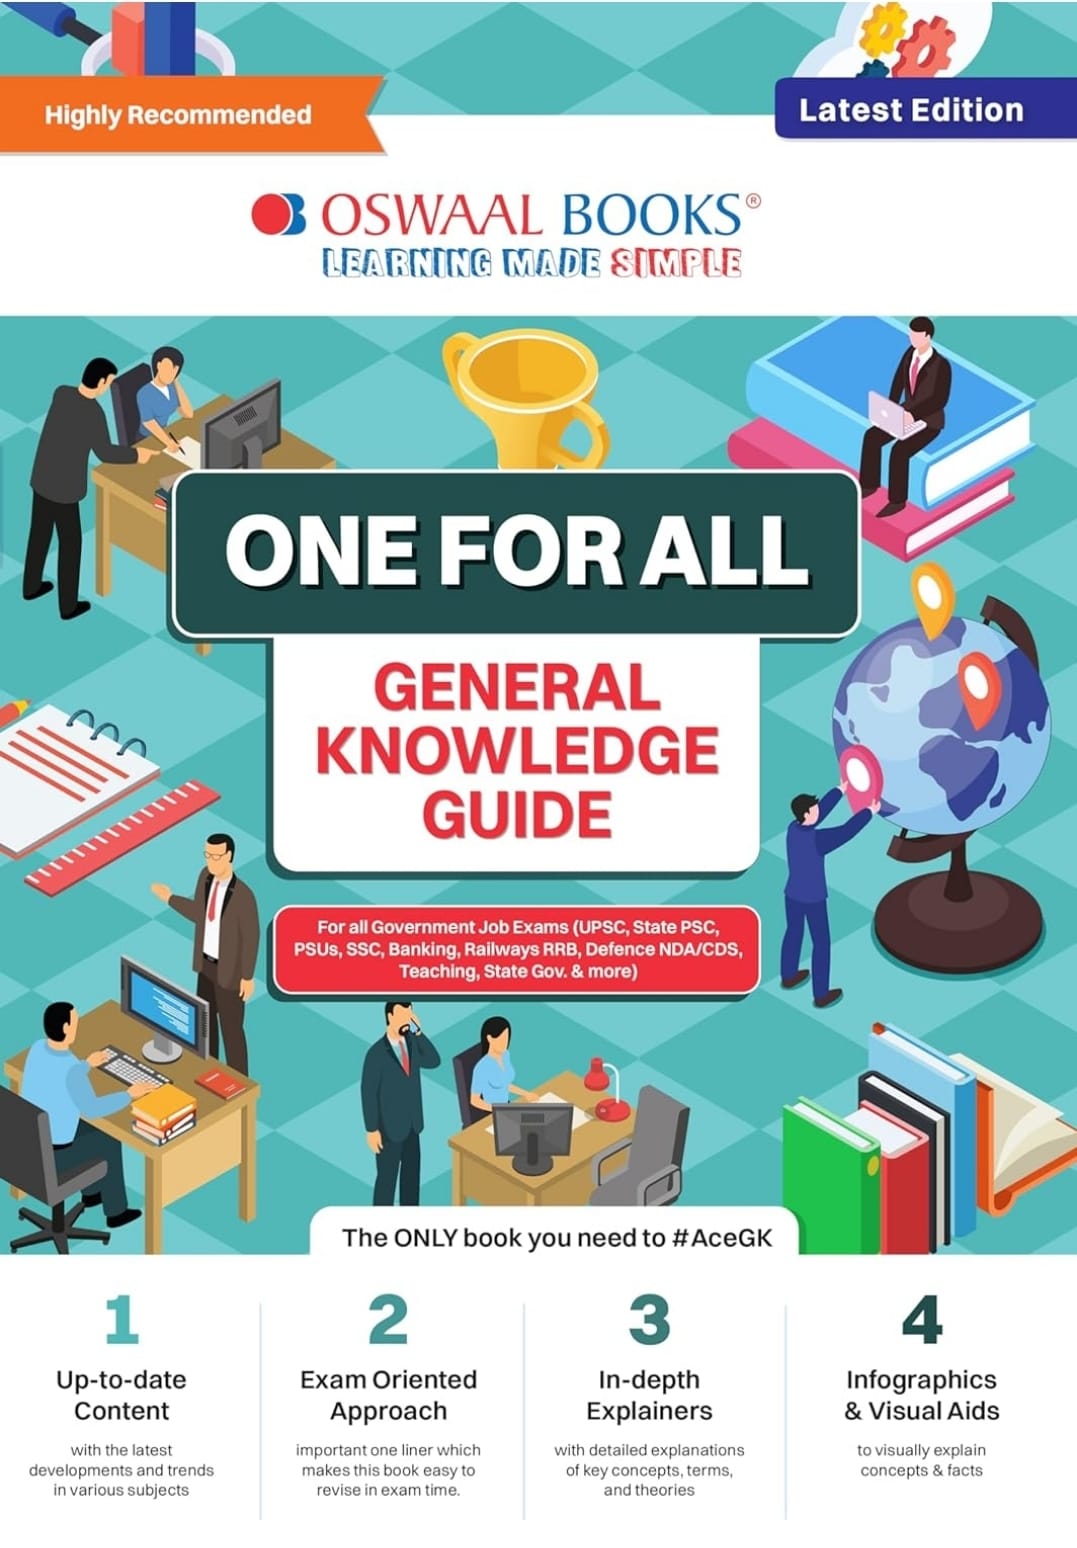 Highly Recommended
Latest Edition
OSWAAL BOOKS®
LEARNING MADE SIMPLE
ONE FOR ALL
GENERAL
KNOWLEDGE
GUIDE
For all Government Job Exams (UPSC, State PSC,
PSUs, SSC, Banking, Railways RRB, Defence NDA/CDS,
Teaching, State Gov. & more)
The ONLY book you need to #AceGK
1
Up-to-date
Content
with the latest
developments and trends
in various subjects
2
Exam Oriented
Approach
important one liner which
makes this book easy to
revise in exam time.
3
In-depth
Explainers
with detailed explanations
of key concepts, terms,
and theories
4
Infographics
& Visual Aids
to visually explain
concepts & facts